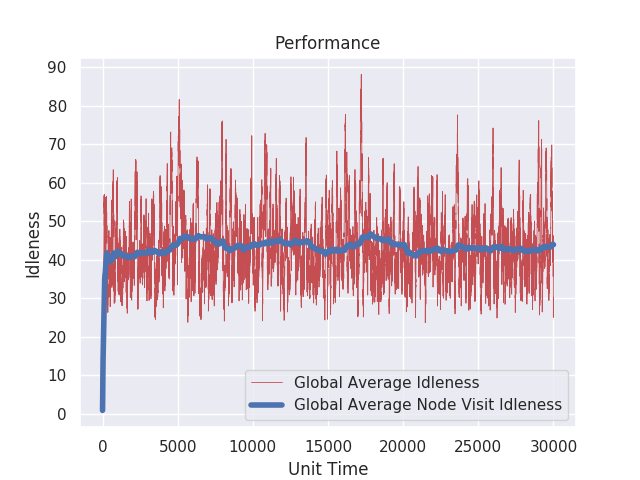 Performance
90
80
70
60
50
40
30
20
10
0
Idleness
Global Average Idleness
Global Average Node Visit Idleness
0 5000 10000 15000 20000 25000 30000
Unit Time